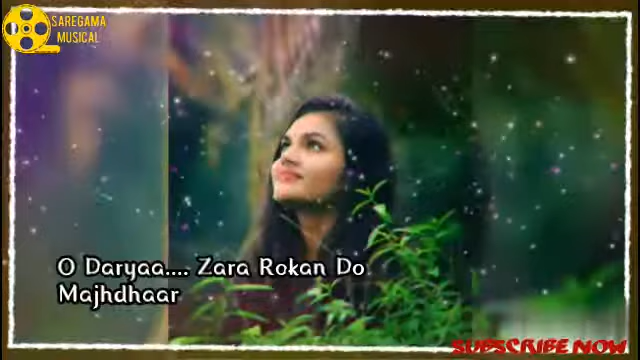 SAREGAMA
MUSICAL
O Daryaa.... Zara Rokan Do
Majhdhaar
SUBSCRIBE NOW